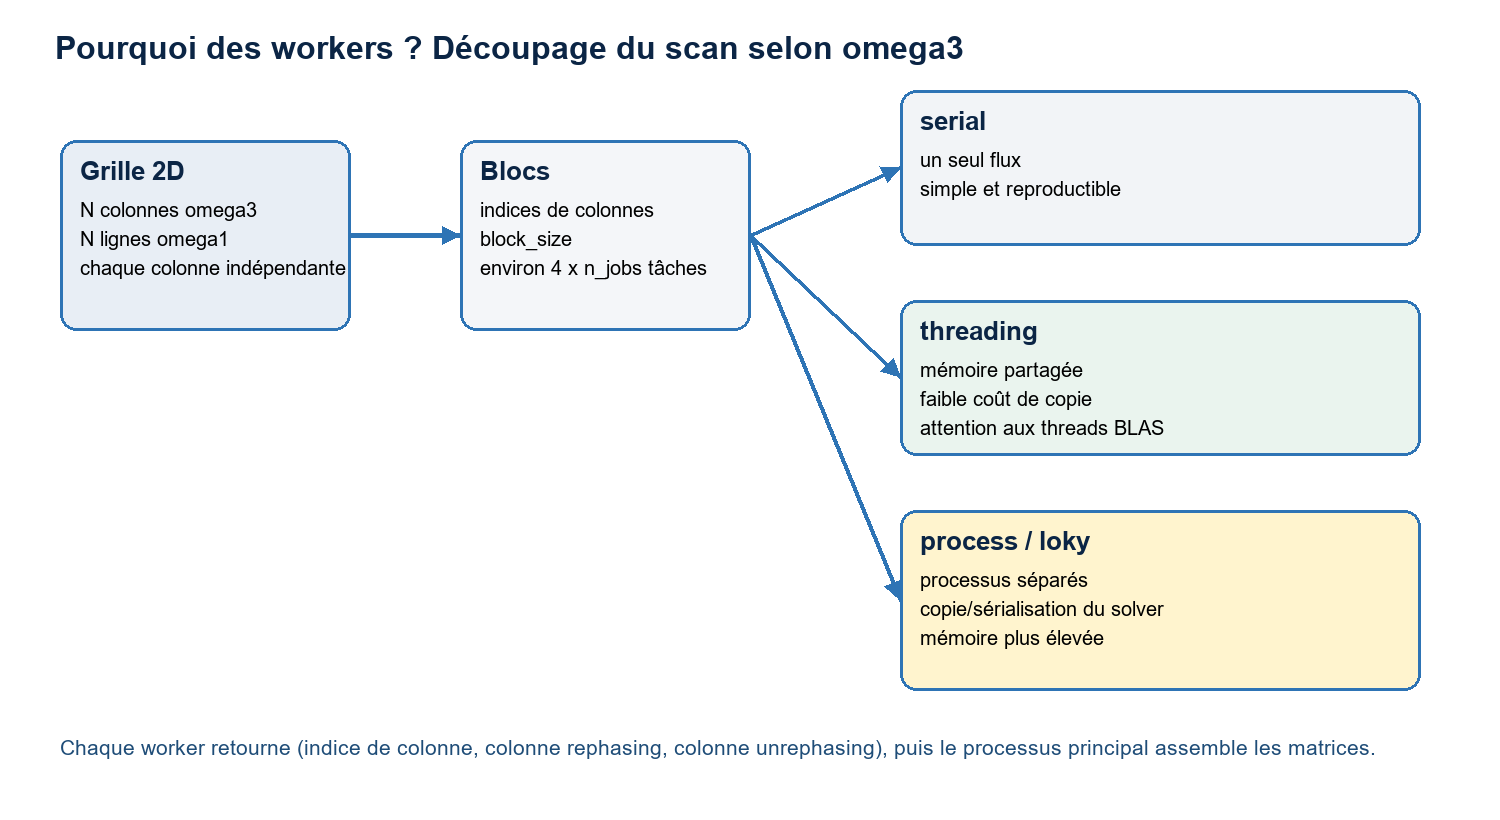 Pourquoi des workers ? Découpage du scan selon omega3
Grille 2D
N colonnes omega3
N lignes omega1
chaque colonne indépendante
Blocs
indices de colonnes
block_size
environ 4 x n_jobs tâches
serial
un seul flux
simple et reproductible
threading
mémoire partagée
faible coût de copie
attention aux threads BLAS
process / loky
processus séparés
copie/sérialisation du solver
mémoire plus élevée
Chaque worker retourne (indice de colonne, colonne rephasing, colonne unrephasing), puis le processus principal assemble les matrices.